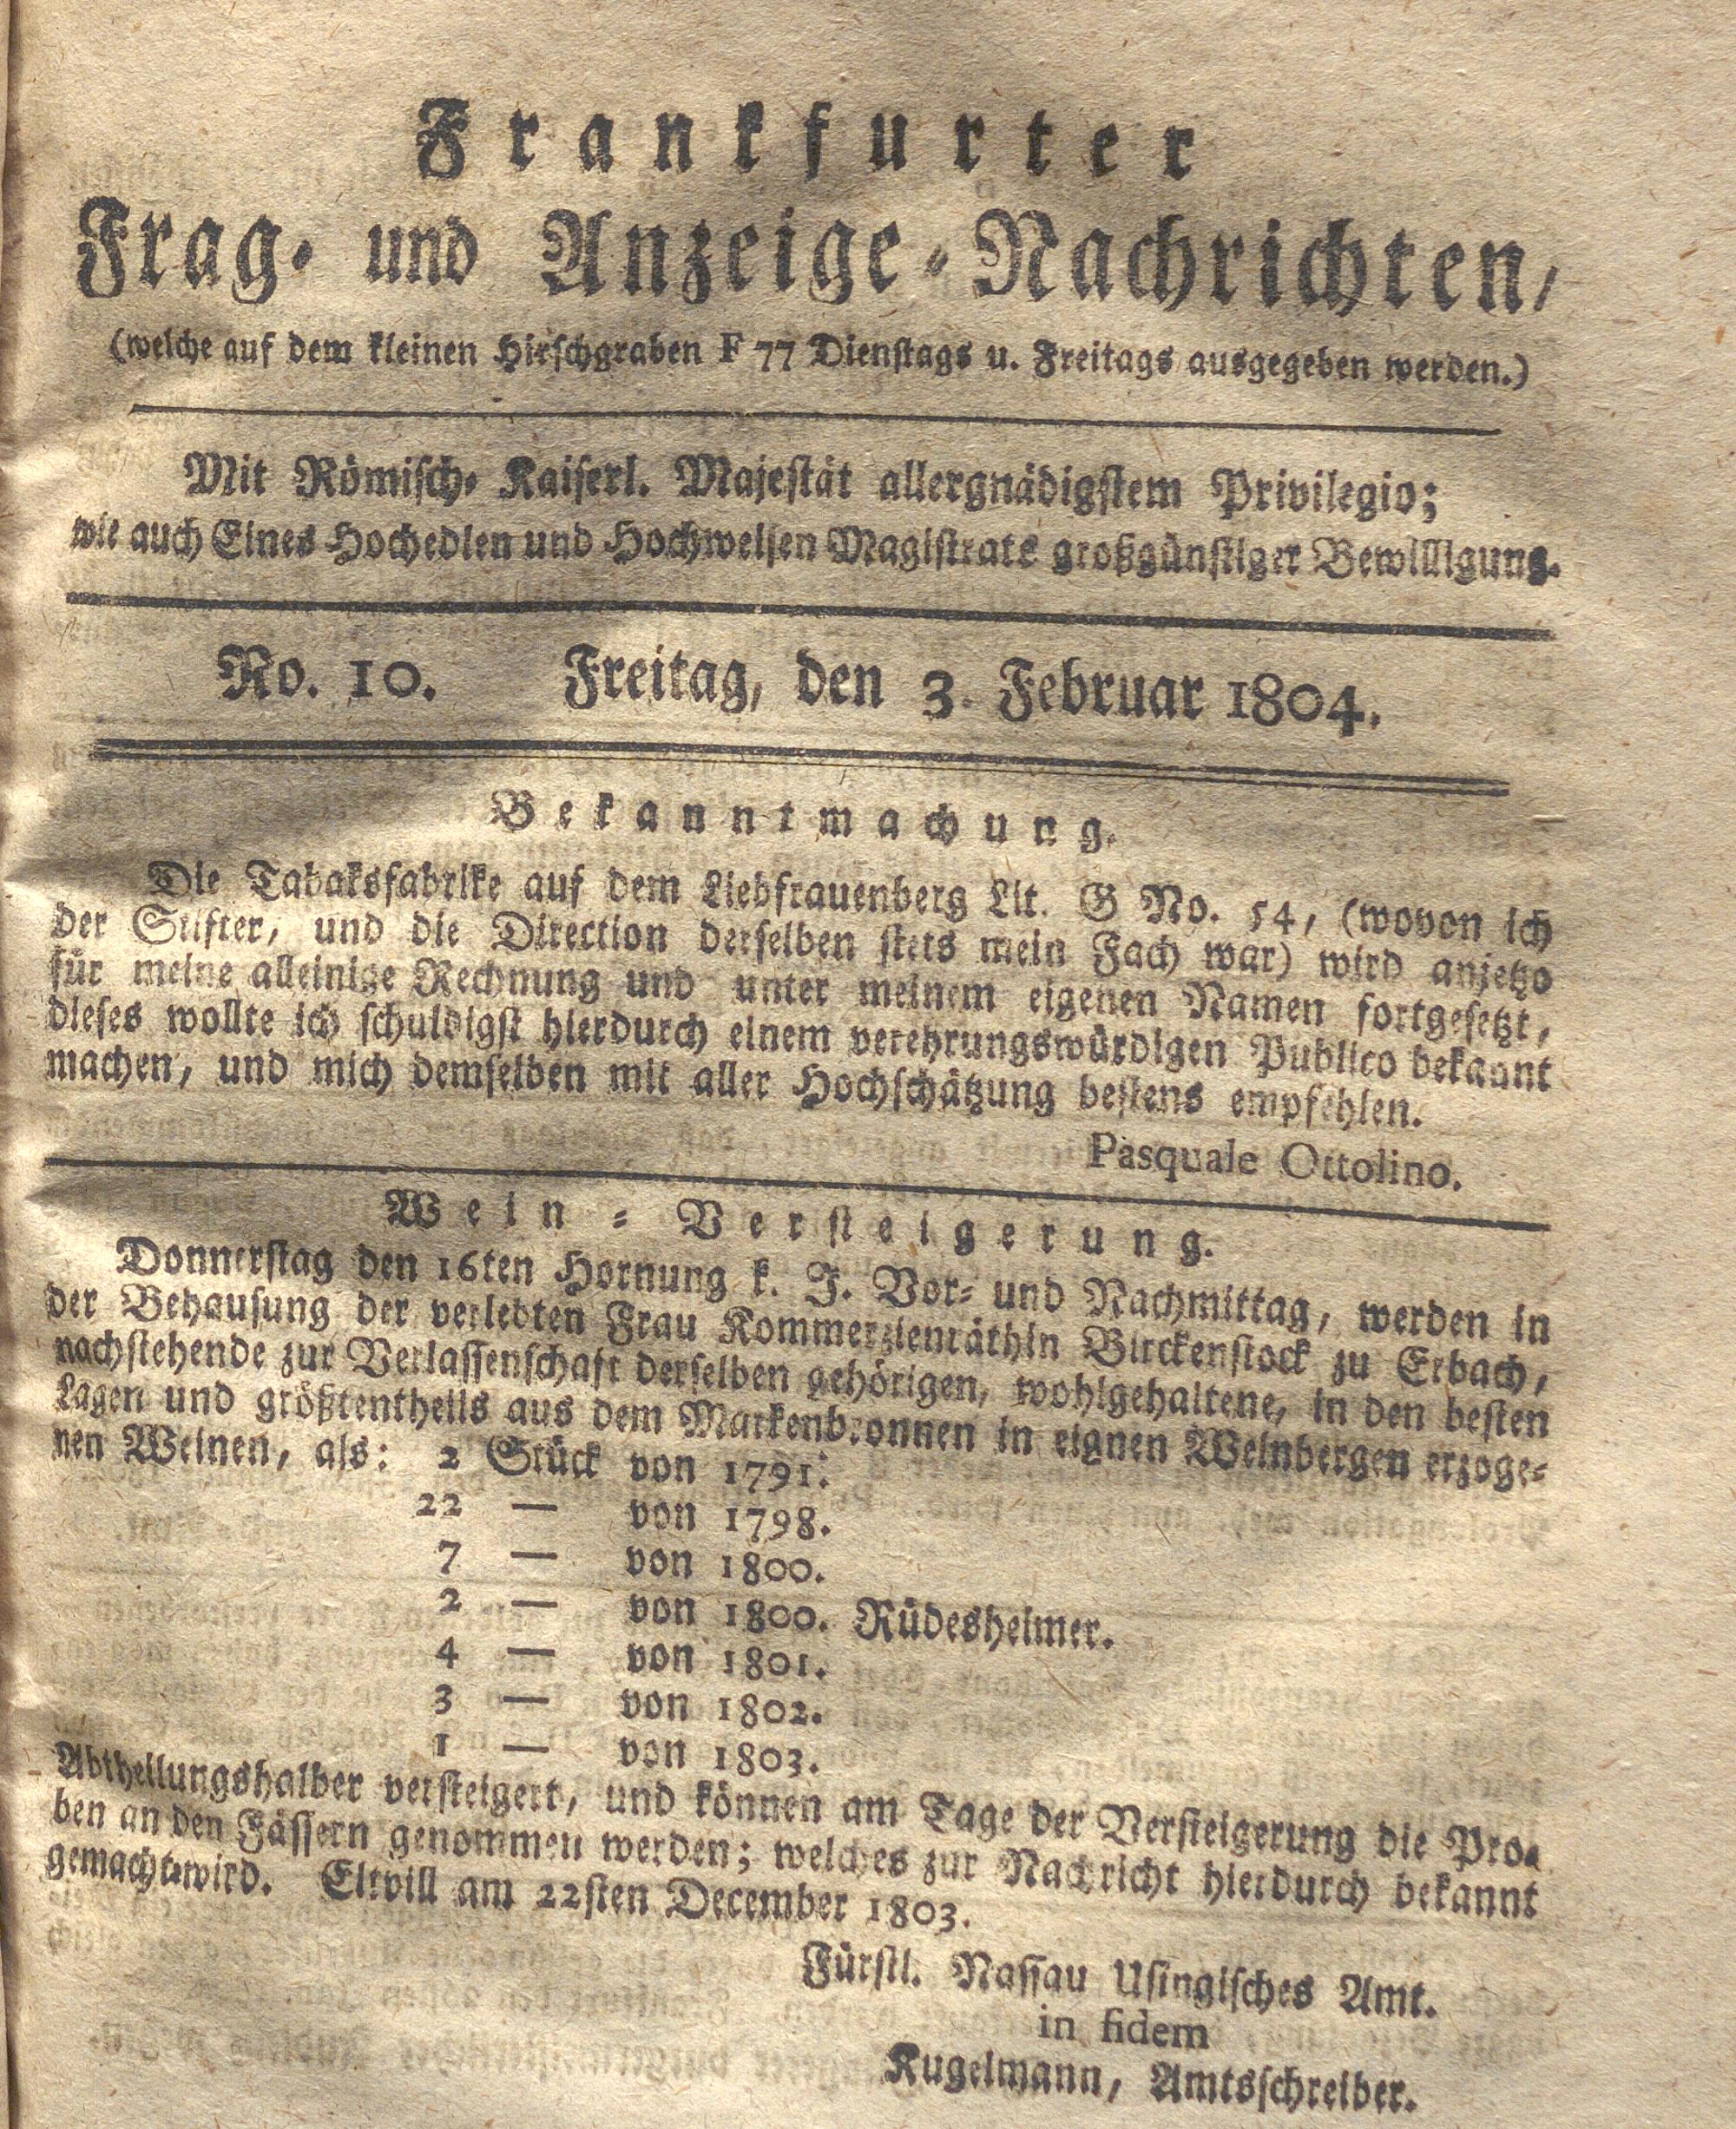 Frankfurter
Frag- und Anzeige-Nachrichten,
(welche auf dem kleinen Hirschgraben F 77 Dienstags u. Freitags ausgegeben werden.)
Mit Römisch- Kaiserl. Majestät allergnädigstem Privilegio;
wie auch Eines Hochedlen und Hochweisen Magistrats großgünstiger Bewilligung.
No. 10. Freitag, den 3. Februar 1804.
Bekanntmachung.
Die Tabaksfabrike auf dem Liebfrauenberg Lit. G No. 54, (wovon ich
der Stifter, und die Direction derselben stets mein Fach war) wird anjetzo
für meine alleinige Rechnung und unter meinem eigenen Namen fortgesetzt,
dieses wollte ich schuldigst hierdurch einem verehrungswürdigen Publico bekannt
machen, und mich demselben mit aller Hochschätzung bestens empfehlen.
Pasquale Ottolino.
Wein-Versteigerung.
Donnerstag den 16ten Hornung k. J. Vor- und Nachmittag, werden in
der Behausung der verlebten Frau Kommerzienräthin Birckenstock zu Erbach,
nachstehende zur Verlassenschaft derselben gehörigen, wohlgehaltene, in den besten
Lagen und größtentheils aus dem Markenbronnen in eignen Weinbergen erzoge-
nen Weinen, als: 2 Stück von 1791.
22 — von 1798.
7 — von 1800.
2 — von 1800. Rüdesheimer.
4 — von 1801.
3 — von 1802.
1 — von 1803.
Abtheilungshalber versteigert, und können am Tage der Versteigerung die Pro-
ben an den Fässern genommen werden; welches zur Nachricht hierdurch bekannt
gemacht wird. Eltvill am 22sten December 1803.
Fürstl. Nassau Usingisches Amt.
in fidem
Kugelmann, Amtsschreiber.